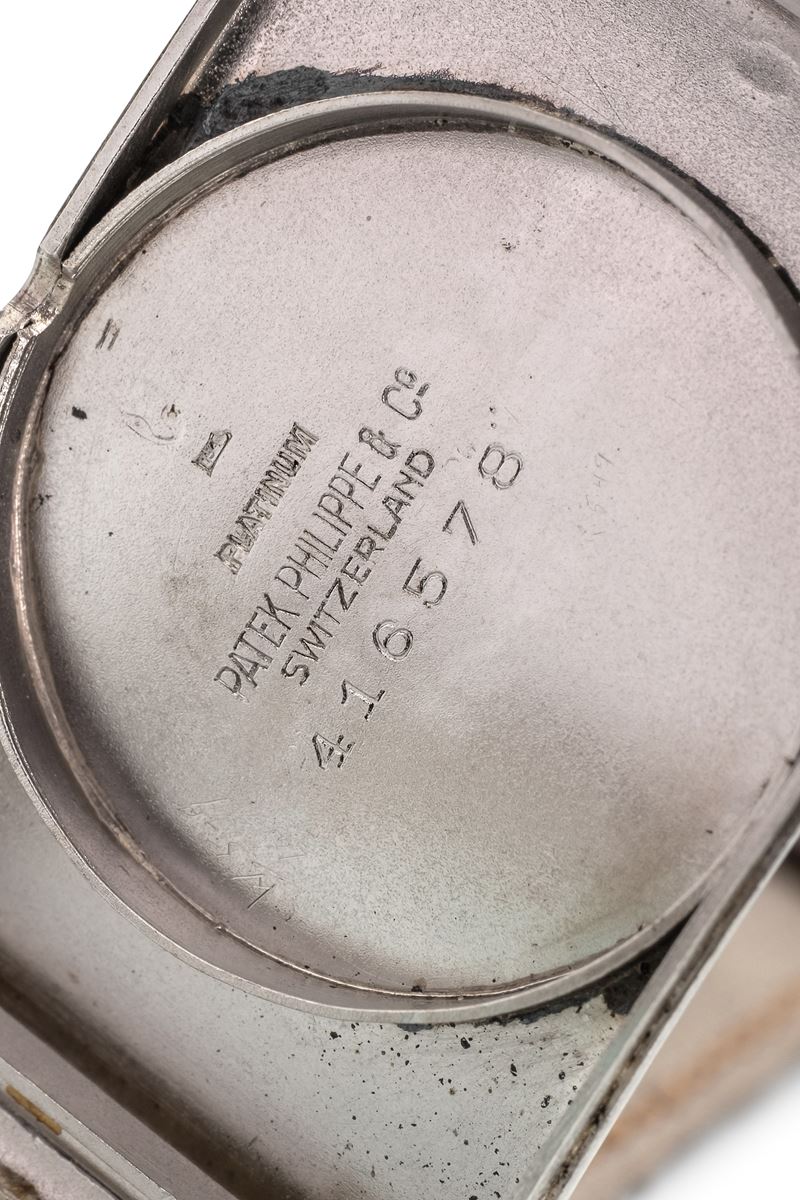 PLATINUM
PATEK PHILIPPE & Cº
SWITZERLAND
416578